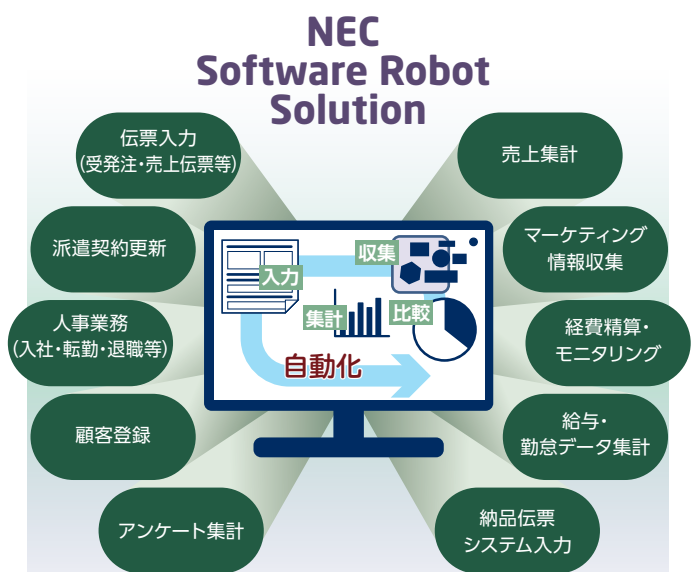 NEC
Software Robot
Solution
伝票入力
(受発注・売上伝票等)
派遣契約更新
人事業務
(入社・転勤・退職等)
顧客登録
アンケート集計
入力
収集
集計
比較
自動化
売上集計
マーケティング
情報収集
経費精算・
モニタリング
給与・
勤怠データ集計
納品伝票
システム入力